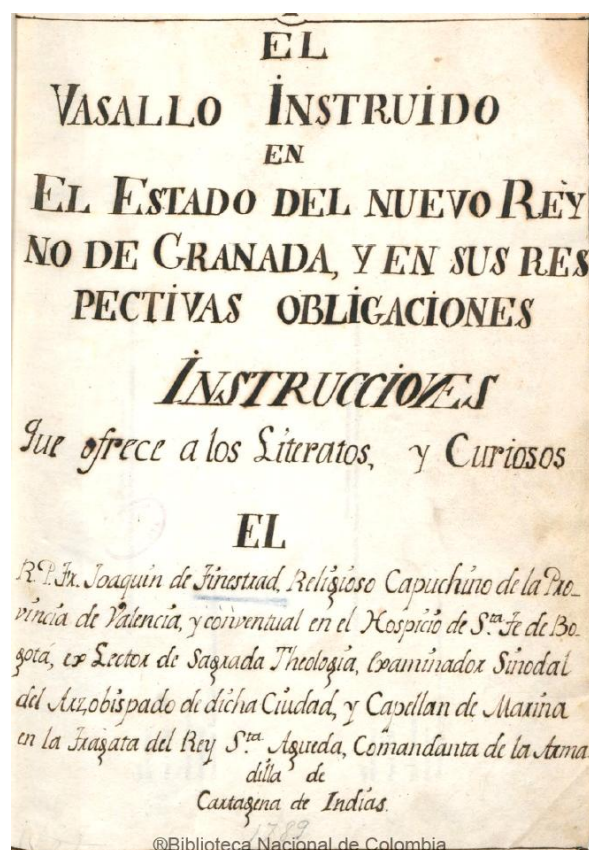 EL
VASALLO INSTRUIDO
EN
EL ESTADO DEL NUEVO REY
NO DE GRANADA, Y EN SUS RES
PECTIVAS OBLIGACIONES
INSTRUCCIONES
Que ofrece a los Literatos, y Curiosos
EL
R. P. Fr. Joaquin de Finestrad, Religioso Capuchino de la Pro-
vincia de Valencia, y conventual en el Hospicio de S.ta Fe de Bo-
gotá, ex Lector de Sagrada Theologia, Examinador Sinodal
del Arzobispado de dicha Ciudad, y Capellan de Marina
en la Fragata del Rey S.ta Agueda, Comandanta de la Arma
dilla de
Cartagena de Indias.
1789
®Biblioteca Nacional de Colombia